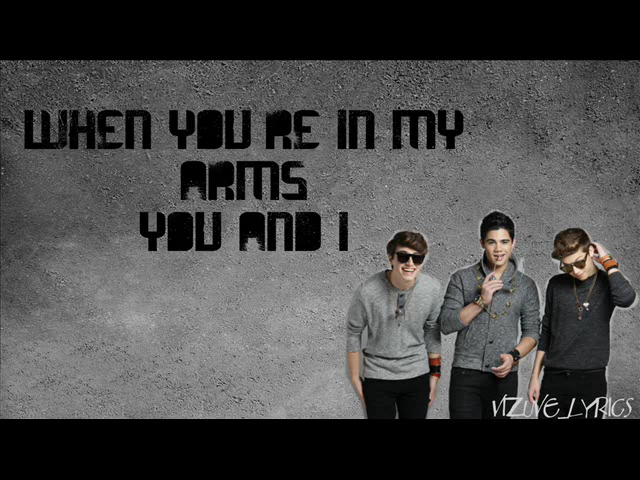 WHEN YOU RE IN MY
ARMS
YOU AND I
VIZUVE_LYRICS